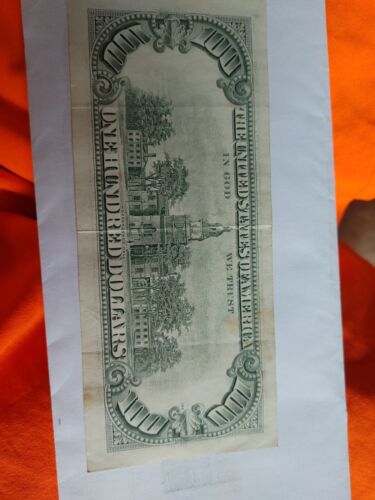 THE UNITED STATES OF AMERICA
100 100
IN GOD WE TRUST
100 100
ONE HUNDRED DOLLARS